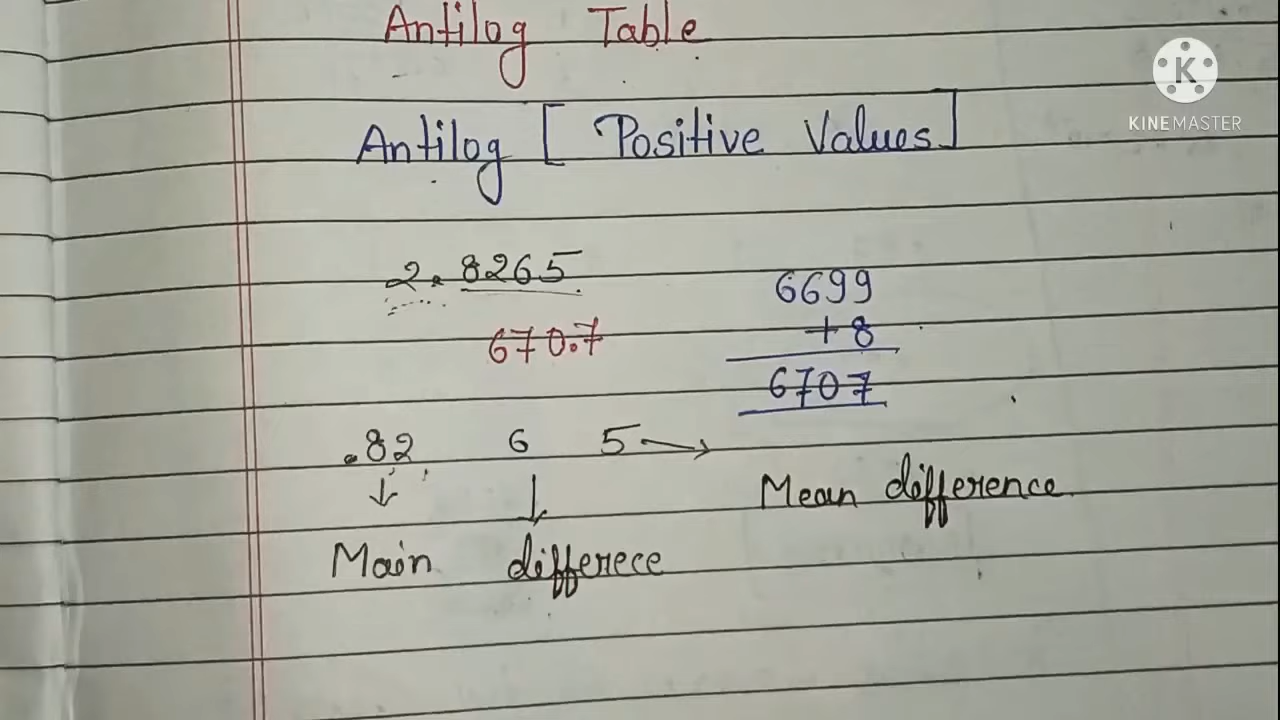 Antilog Table
K
KINEMASTER
Antilog [ Positive Values]
2.8265
670.7
6699
+ 8
6707
.82 6 5 →
↓ ↓
Mean difference
Main differece